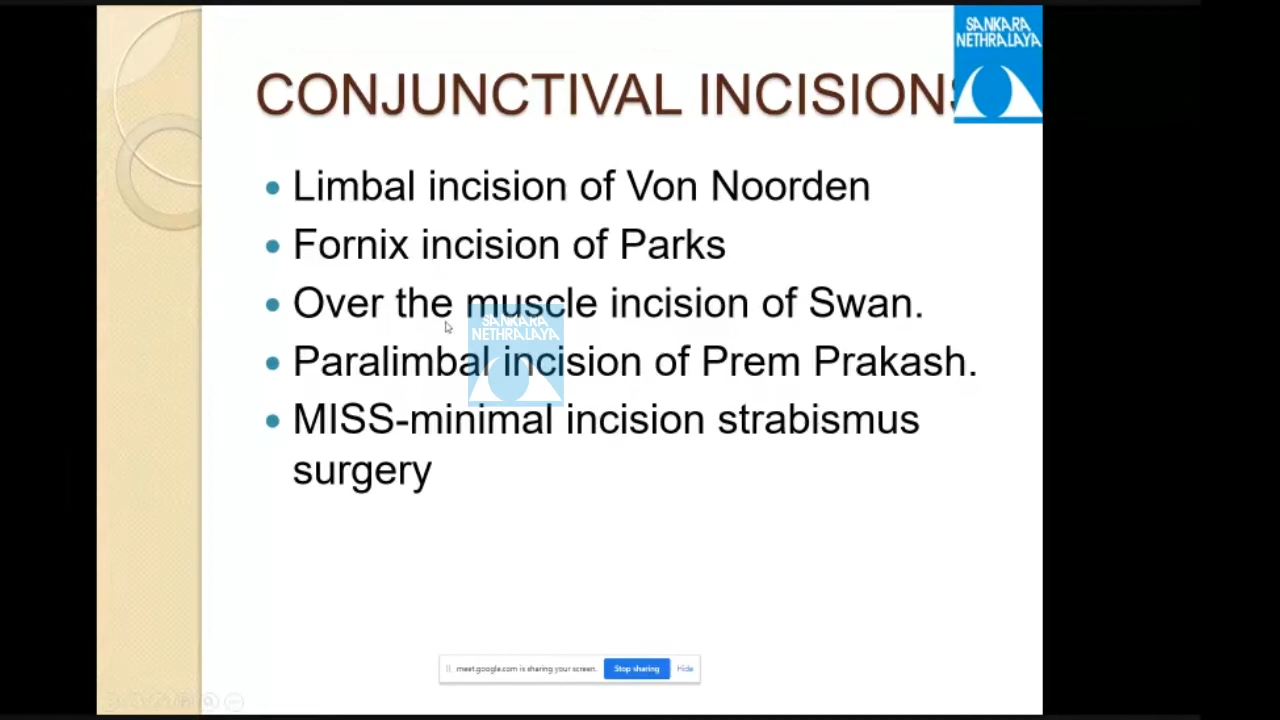 SANKARA
NETHRALAYA
CONJUNCTIVAL INCISIONS
• Limbal incision of Von Noorden
• Fornix incision of Parks
• Over the muscle incision of Swan.
SANKARA
NETHRALAYA
• Paralimbal incision of Prem Prakash.
• MISS-minimal incision strabismus
surgery
meet.google.com is sharing your screen. Stop sharing Hide